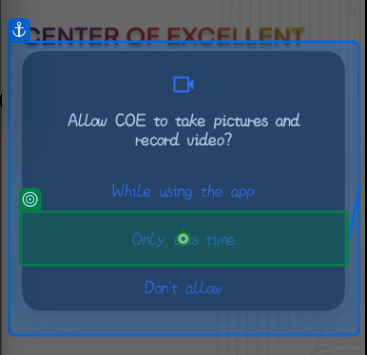 CENTER OF EXCELLENT
Allow COE to take pictures and
record video?
While using the app
Only this time
Don't allow